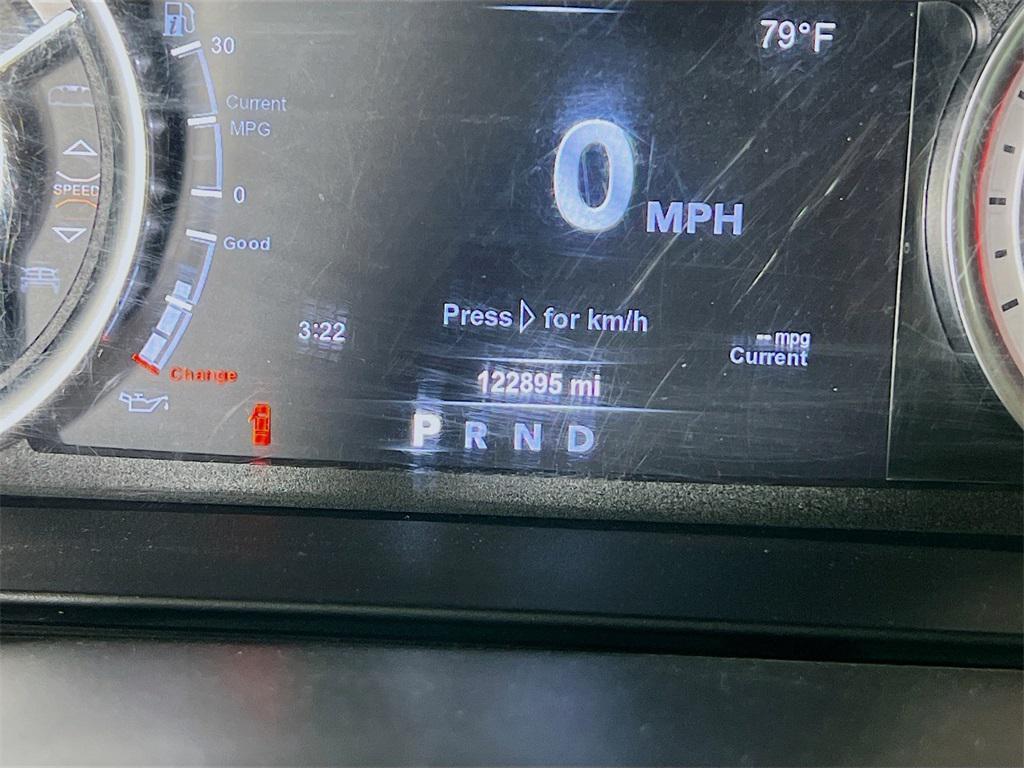 79°F
30
Current
MPG
0
MPH
SPEED
0
Good
Press ▷ for km/h
3:22
-- mpg
Current
Change
122895 mi
P R N D